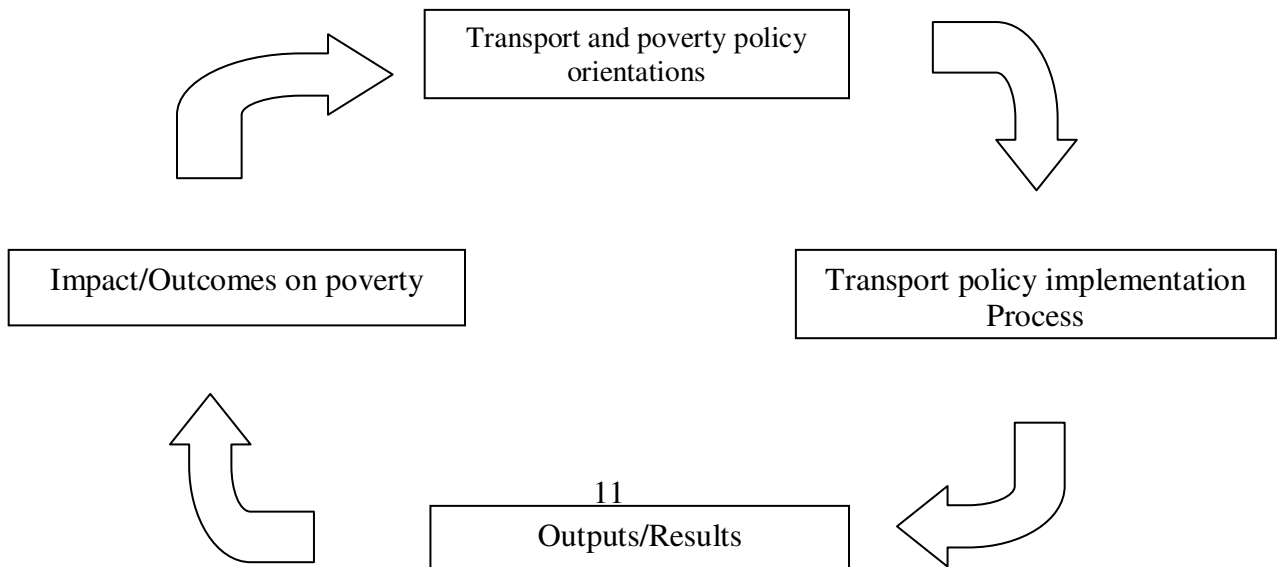 Transport and poverty policy
orientations
Impact/Outcomes on poverty
Transport policy implementation
Process
11
Outputs/Results